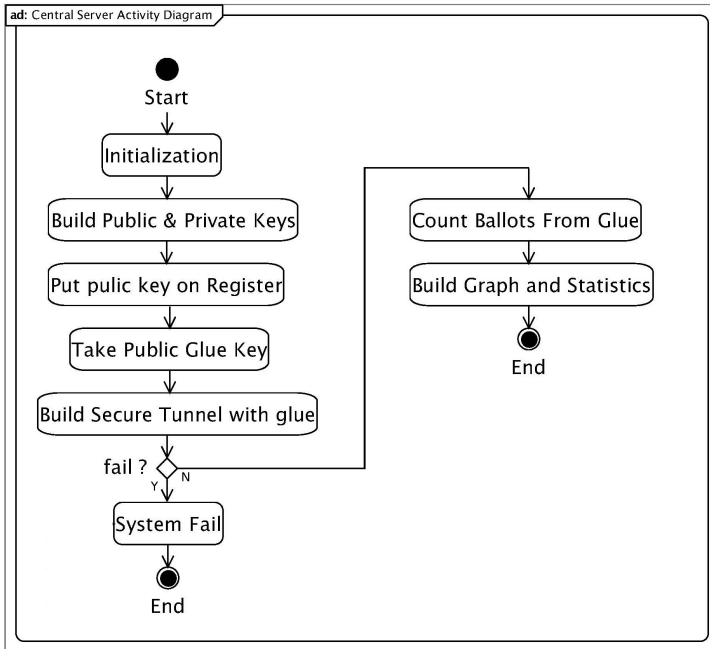 ad: Central Server Activity Diagram
Start
Initialization
Build Public & Private Keys
Put pulic key on Register
Take Public Glue Key
Build Secure Tunnel with glue
fail ?
N
Y
System Fail
End
Count Ballots From Glue
Build Graph and Statistics
End